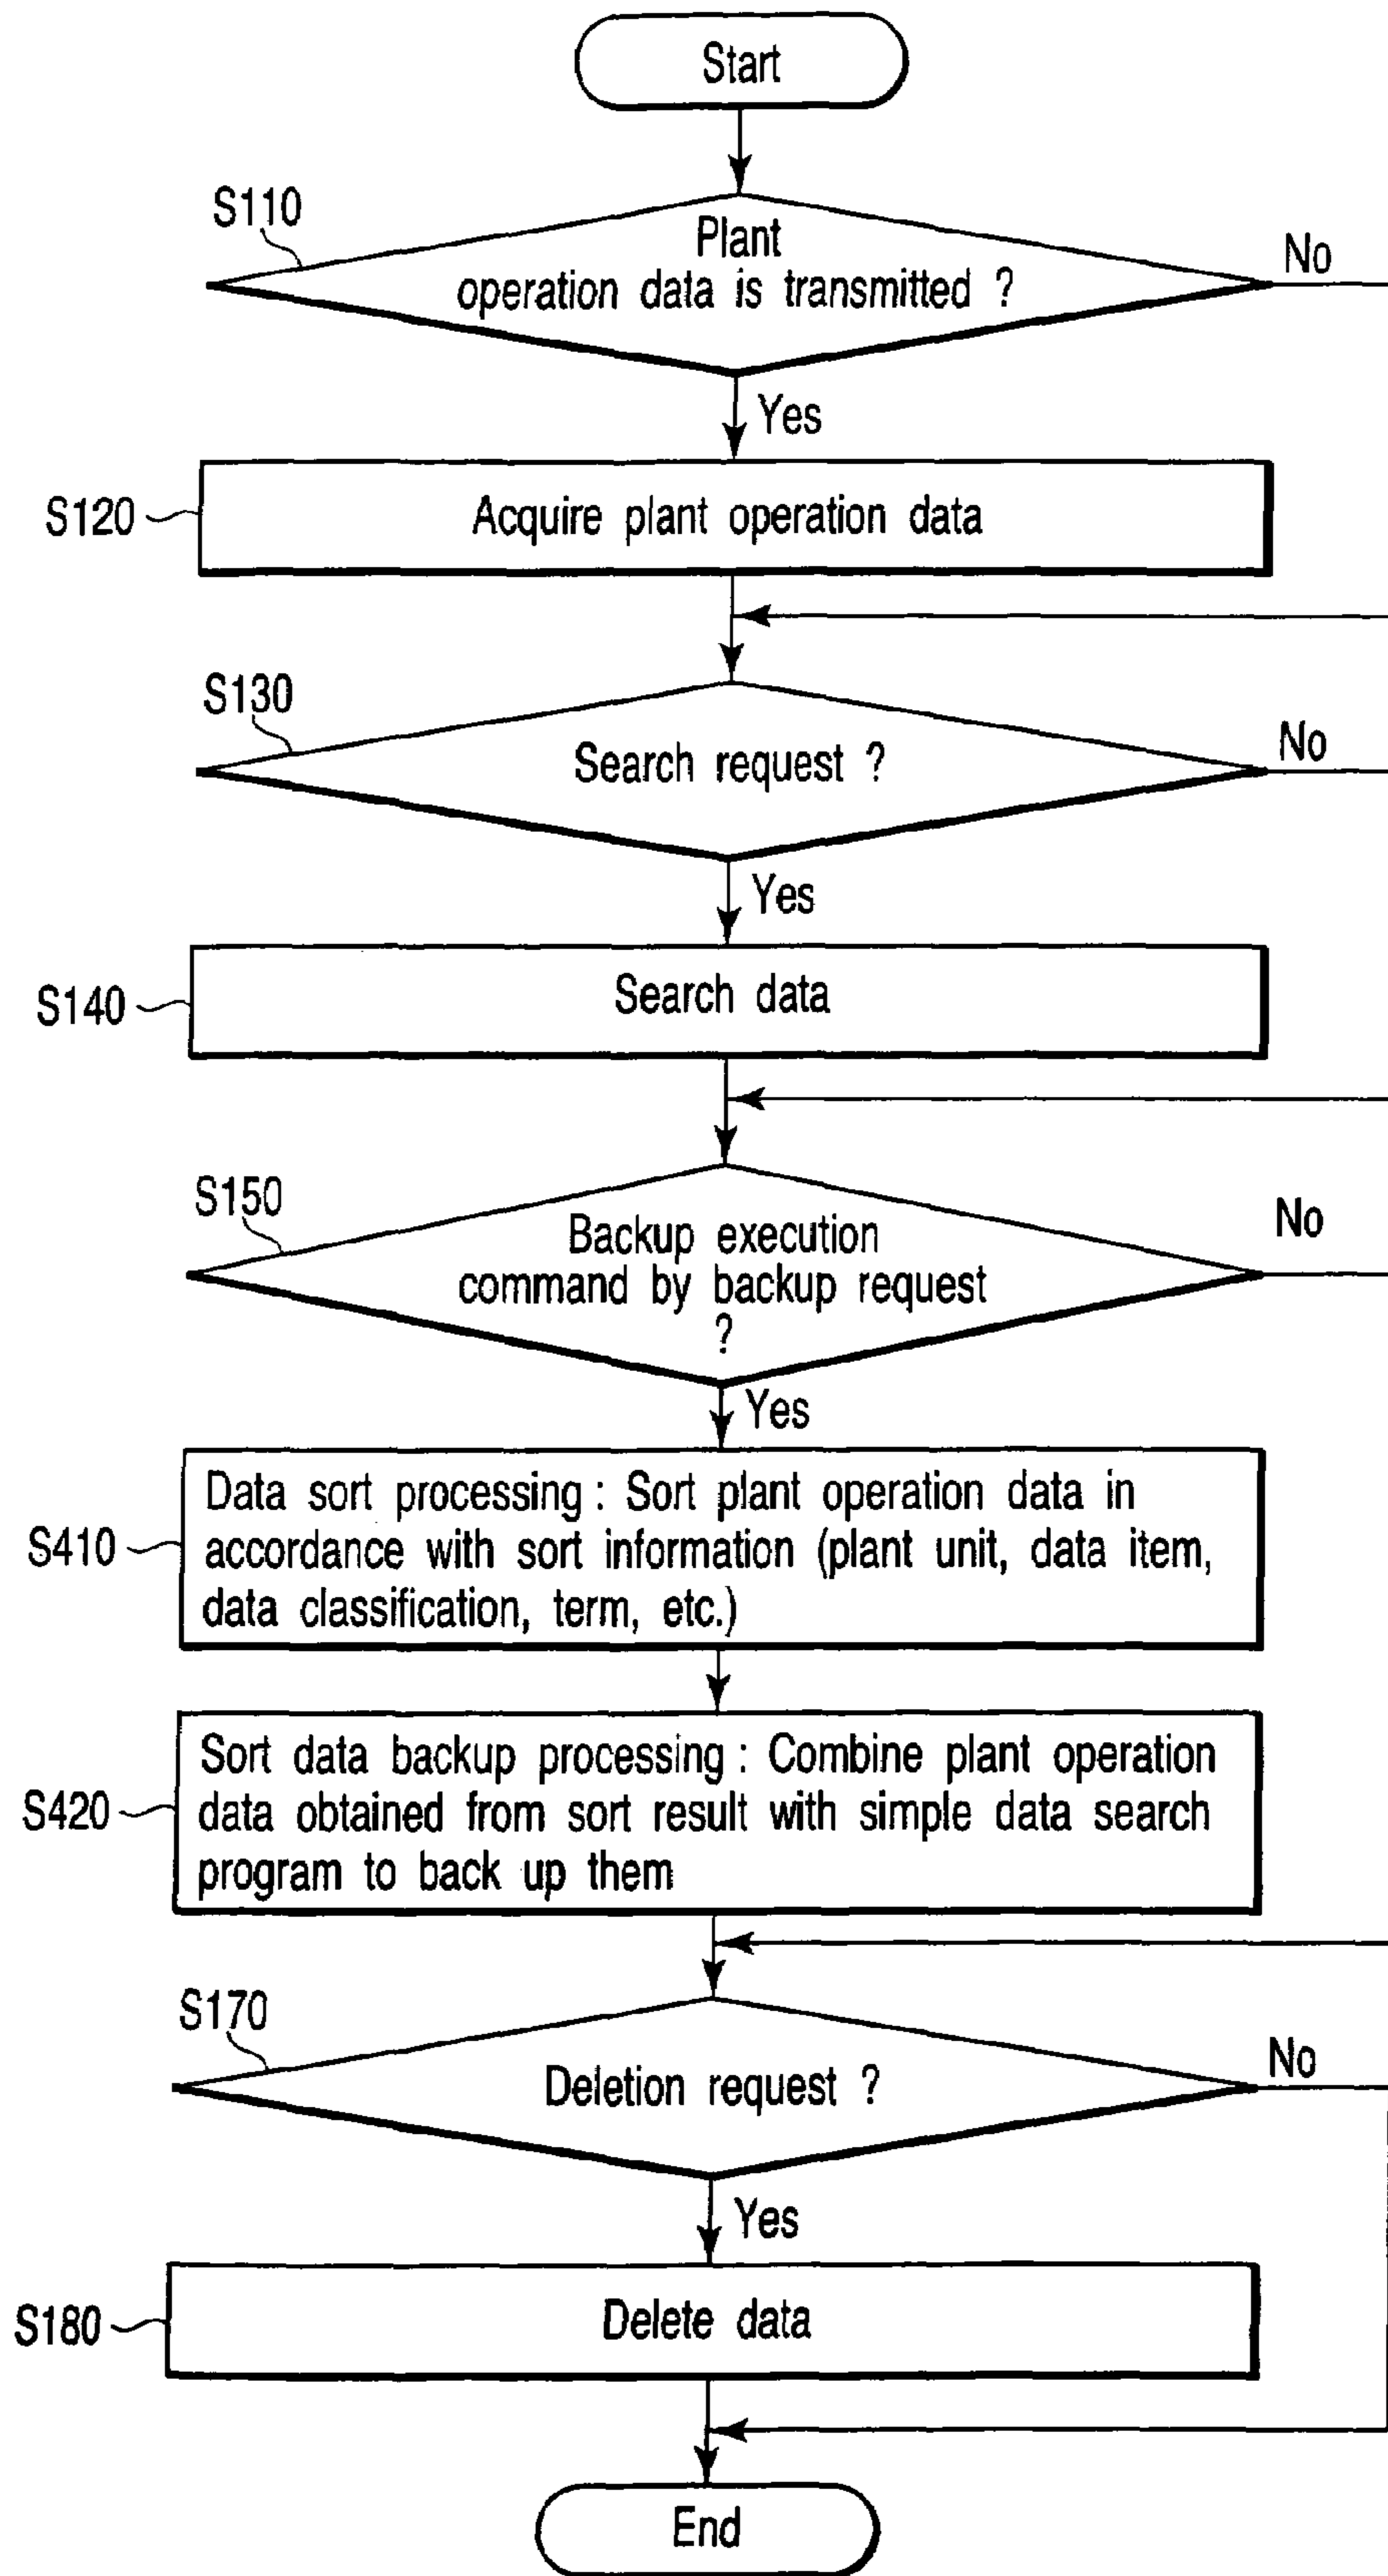 Start
S110
Plant
operation data is transmitted ?
No
Yes
S120
Acquire plant operation data
S130
Search request ?
No
Yes
S140
Search data
S150
Backup execution
command by backup request
?
No
Yes
S410
Data sort processing : Sort plant operation data in
accordance with sort information (plant unit, data item,
data classification, term, etc.)
S420
Sort data backup processing : Combine plant operation
data obtained from sort result with simple data search
program to back up them
S170
Deletion request ?
No
Yes
S180
Delete data
End